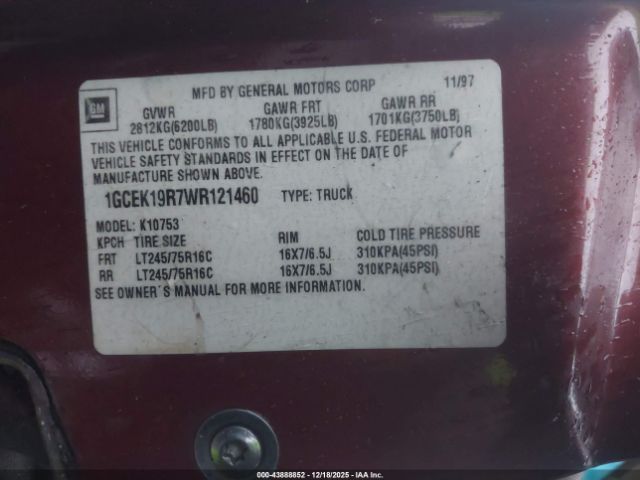 GM
MFD BY GENERAL MOTORS CORP 11/97
GVWR GAWR FRT GAWR RR
2812KG(6200LB) 1780KG(3925LB) 1701KG(3750LB)
THIS VEHICLE CONFORMS TO ALL APPLICABLE U.S. FEDERAL MOTOR
VEHICLE SAFETY STANDARDS IN EFFECT ON THE DATE OF
MANUFACTURE SHOWN ABOVE.
1GCEK19R7WR121460 TYPE: TRUCK
MODEL: K10753
KPCH TIRE SIZE RIM COLD TIRE PRESSURE
FRT LT245/75R16C 16X7/6.5J 310KPA(45PSI)
RR LT245/75R16C 16X7/6.5J 310KPA(45PSI)
SEE OWNER'S MANUAL FOR MORE INFORMATION.
000-43888852 - 12/18/2025 - IAA Inc.